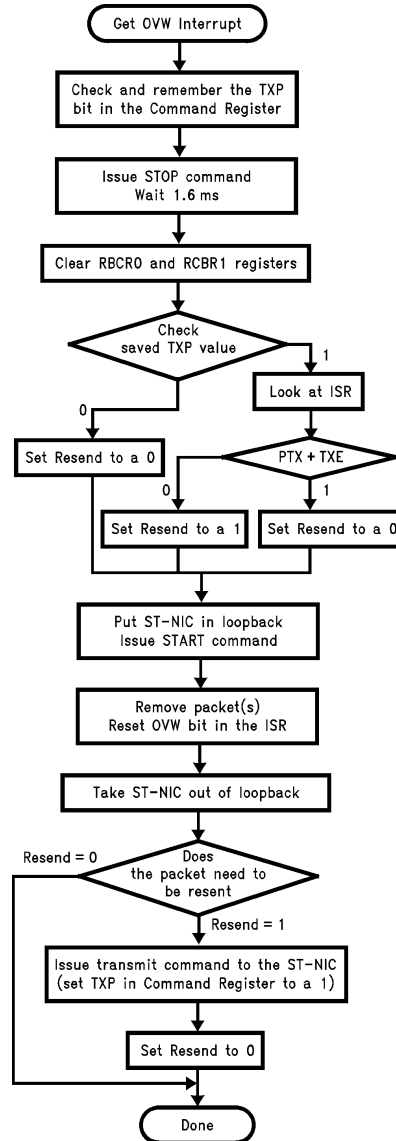 Get OVW Interrupt
Check and remember the TXP
bit in the Command Register
Issue STOP command
Wait 1.6 ms
Clear RBCR0 and RCBR1 registers
Check
saved TXP value
1
Look at ISR
0
Set Resend to a 0
PTX + TXE
0
1
Set Resend to a 1
Set Resend to a 0
Put ST-NIC in loopback
Issue START command
Remove packet(s)
Reset OVW bit in the ISR
Take ST-NIC out of loopback
Resend = 0
Does
the packet need to
be resent
Resend = 1
Issue transmit command to the ST-NIC
(set TXP in Command Register to a 1)
Set Resend to 0
Done